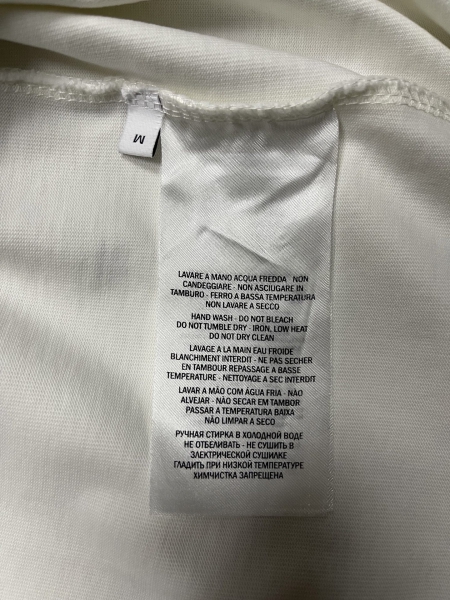 M
LAVARE A MANO ACQUA FREDDA - NON
CANDEGGIARE - NON ASCIUGARE IN
TAMBURO - FERRO A BASSA TEMPERATURA
NON LAVARE A SECCO
HAND WASH - DO NOT BLEACH
DO NOT TUMBLE DRY - IRON, LOW HEAT
DO NOT DRY CLEAN
LAVAGE A LA MAIN EAU FROIDE
BLANCHIMENT INTERDIT - NE PAS SECHER
EN TAMBOUR REPASSAGE A BASSE
TEMPERATURE - NETTOYAGE A SEC INTERDIT
LAVAR A MÃO COM ÀGUA FRIA - NÃO
ALVEJAR - NÃO SECAR EM TAMBOR
PASSAR A TEMPERATURA BAIXA
NÃO LIMPAR A SECO
РУЧНАЯ СТИРКА В ХОЛОДНОЙ ВОДЕ
НЕ ОТБЕЛИВАТЬ - НЕ СУШИТЬ В
ЗЛЕКТРИЧЕСКОЙ СУШИЛКЕ
ГЛАДИТЬ ПРИ НИЗКОЙ ТЕМПЕРАТУРЕ
ХИМЧИСТКА ЗАПРЕЩЕНА